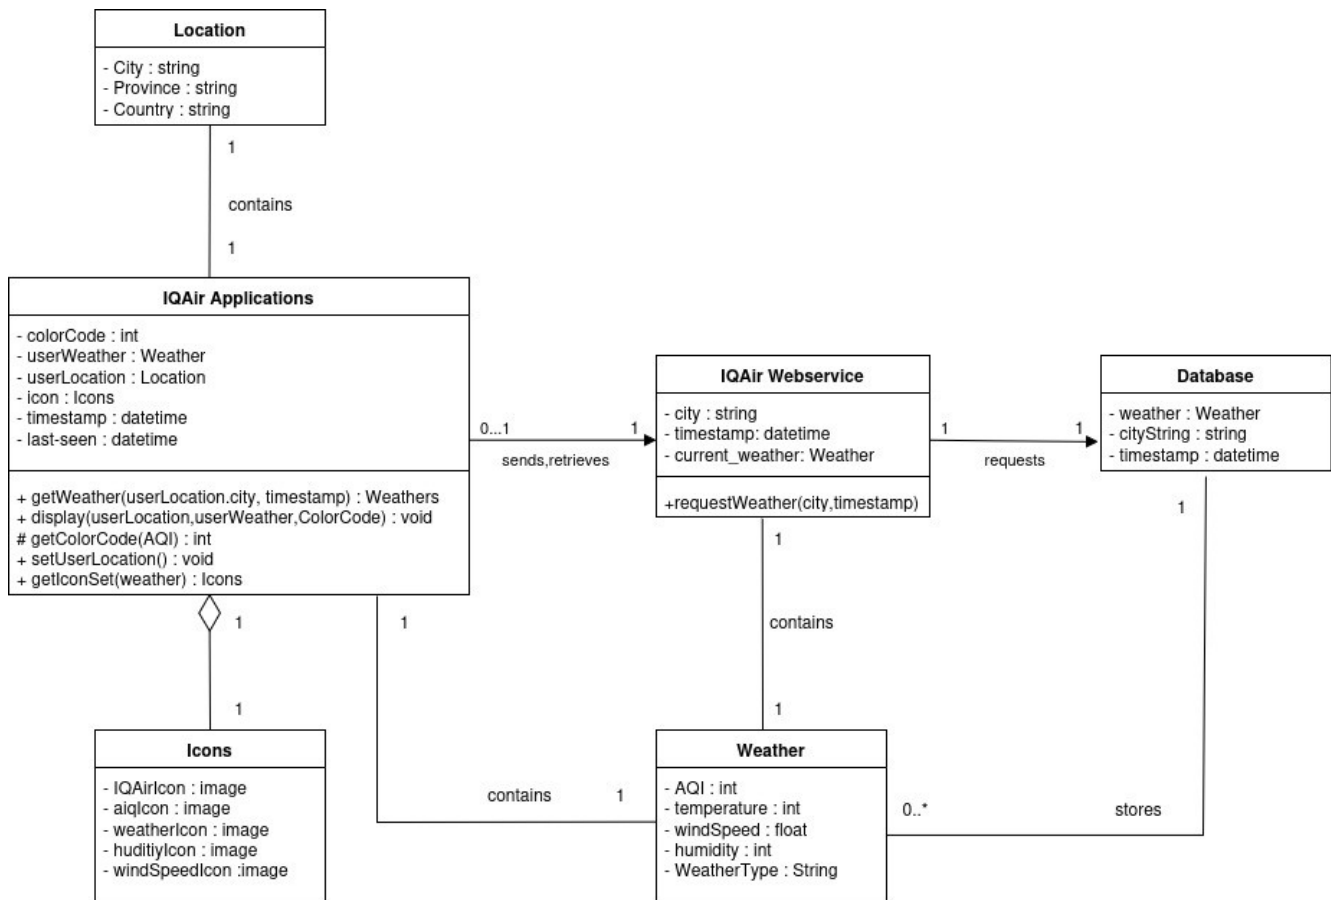 Location
- City : string
- Province : string
- Country : string
1
contains
1
IQAir Applications
- colorCode : int
- userWeather : Weather
- userLocation : Location
- icon : Icons
- timestamp : datetime
- last-seen : datetime
+ getWeather(userLocation.city, timestamp) : Weathers
+ display(userLocation,userWeather,ColorCode) : void
# getColorCode(AQI) : int
+ setUserLocation() : void
+ getIconSet(weather) : Icons
0...1
1
sends,retrieves
IQAir Webservice
- city : string
- timestamp: datetime
- current_weather: Weather
+requestWeather(city,timestamp)
1
1
requests
Database
- weather : Weather
- cityString : string
- timestamp : datetime
1
1
1
1
contains
1
1
Icons
- IQAirIcon : image
- aiqIcon : image
- weatherIcon : image
- huditiyIcon : image
- windSpeedIcon :image
contains
1
Weather
- AQI : int
- temperature : int
- windSpeed : float
- humidity : int
- WeatherType : String
0..*
stores